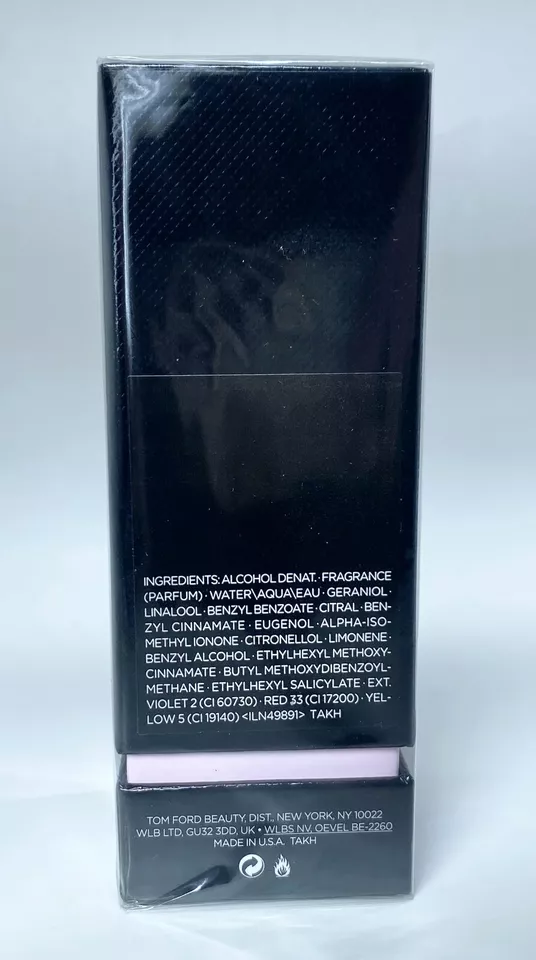 INGREDIENTS: ALCOHOL DENAT. · FRAGRANCE
(PARFUM) · WATER\AQUA\EAU · GERANIOL ·
LINALOOL · BENZYL BENZOATE · CITRAL · BEN-
ZYL CINNAMATE · EUGENOL · ALPHA-ISO-
METHYL IONONE · CITRONELLOL · LIMONENE ·
BENZYL ALCOHOL · ETHYLHEXYL METHOXY-
CINNAMATE · BUTYL METHOXYDIBENZOYL-
METHANE · ETHYLHEXYL SALICYLATE · EXT.
VIOLET 2 (CI 60730) · RED 33 (CI 17200) · YEL-
LOW 5 (CI 19140) <ILN49891> TAKH
TOM FORD BEAUTY, DIST., NEW YORK, NY 10022
WLB LTD, GU32 3DD, UK • WLBS NV, OEVEL BE-2260
MADE IN U.S.A. TAKH